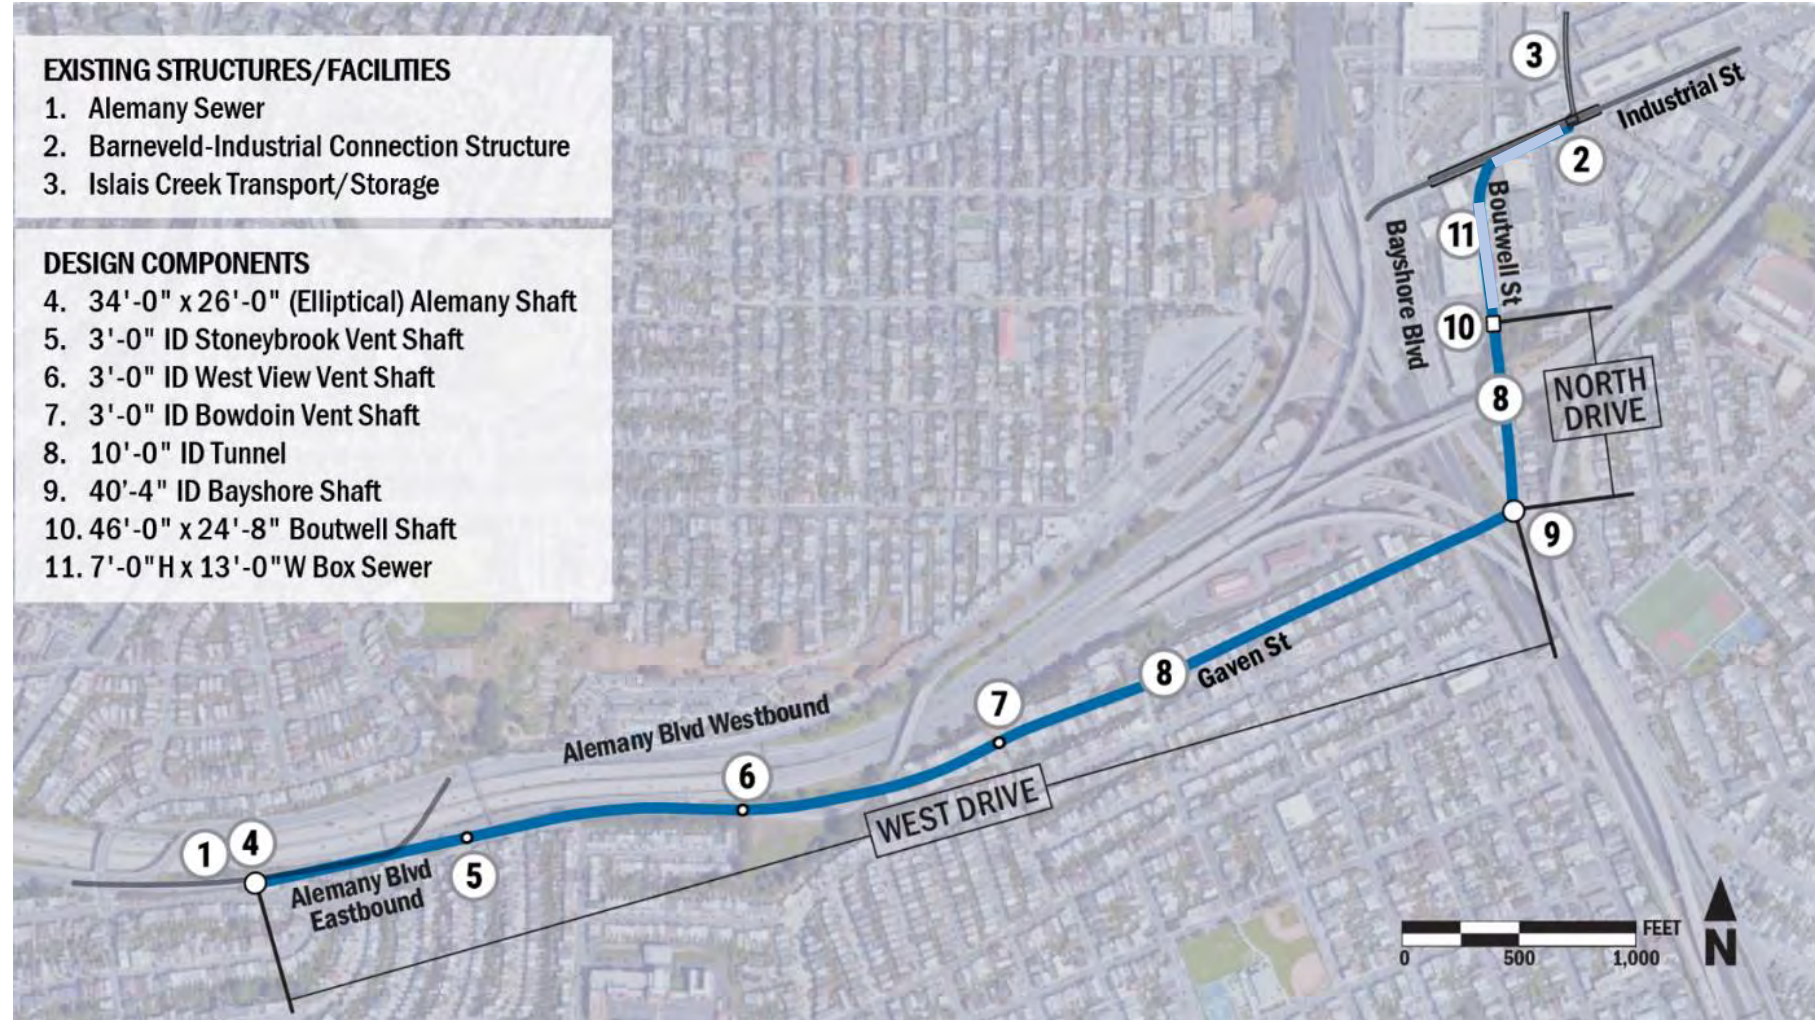 EXISTING STRUCTURES/FACILITIES
1. Alemany Sewer
2. Barneveld-Industrial Connection Structure
3. Islais Creek Transport/Storage
DESIGN COMPONENTS
4. 34'-0" x 26'-0" (Elliptical) Alemany Shaft
5. 3'-0" ID Stoneybrook Vent Shaft
6. 3'-0" ID West View Vent Shaft
7. 3'-0" ID Bowdoin Vent Shaft
8. 10'-0" ID Tunnel
9. 40’-4" ID Bayshore Shaft
10. 46'-0" x 24'-8" Boutwell Shaft
11. 7'-0"H x 13'-0"W Box Sewer
3
Industrial St
2
Boutwell St
11
Bayshore Blvd
10
8
NORTH
DRIVE
9
8
Gaven St
7
Alemany Blvd Westbound
6
WEST DRIVE
1
4
5
Alemany Blvd
Eastbound
FEET
0
500
1,000
N